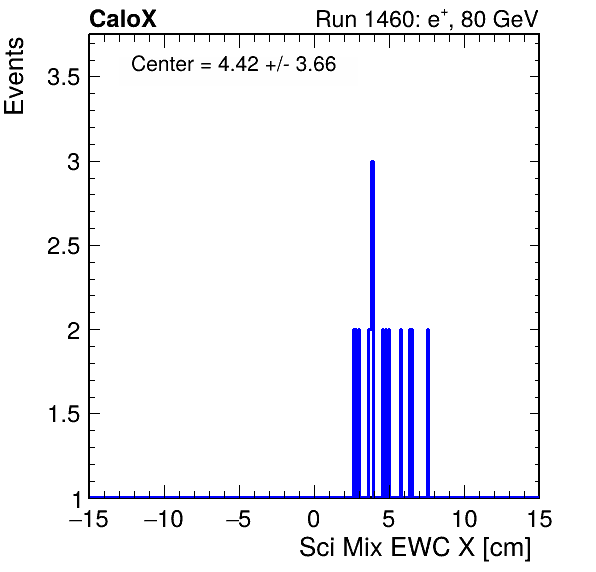 CaloX
Run 1460: e⁺, 80 GeV
Center = 4.42 +/- 3.66
Events
3.5
3
2.5
2
1.5
1
−15 −10 −5 0 5 10 15
Sci Mix EWC X [cm]